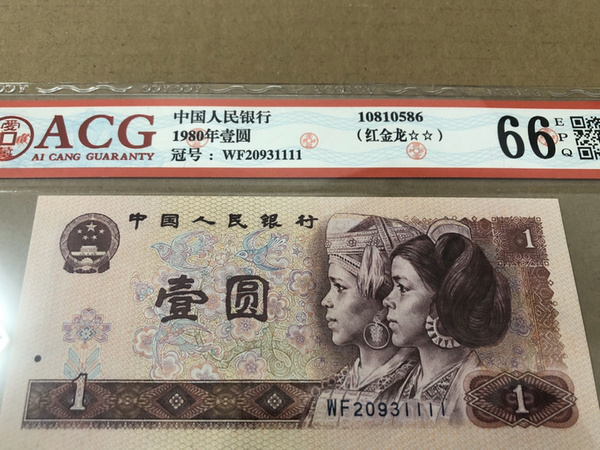 ACG
AI CANG GUARANTY
中国人民银行
1980年壹圆
冠号：WF20931111
10810586
（红金龙☆☆）
66
EPQ
中国人民银行
壹圆
1
1
1
WF20931111